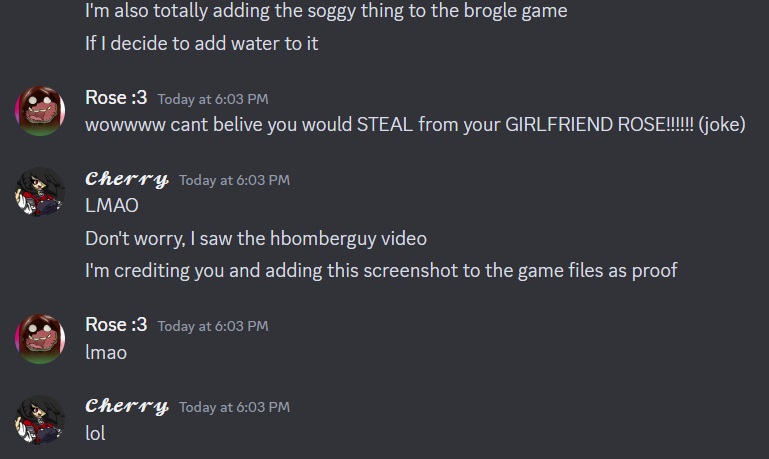 I'm also totally adding the soggy thing to the brogle game
If I decide to add water to it
Rose :3 Today at 6:03 PM
wowwww cant belive you would STEAL from your GIRLFRIEND ROSE!!!!!! (joke)
𝓒𝓱𝓮𝓻𝓻𝔂 Today at 6:03 PM
LMAO
Don't worry, I saw the hbomberguy video
I'm crediting you and adding this screenshot to the game files as proof
Rose :3 Today at 6:03 PM
lmao
𝓒𝓱𝓮𝓻𝓻𝔂 Today at 6:03 PM
lol